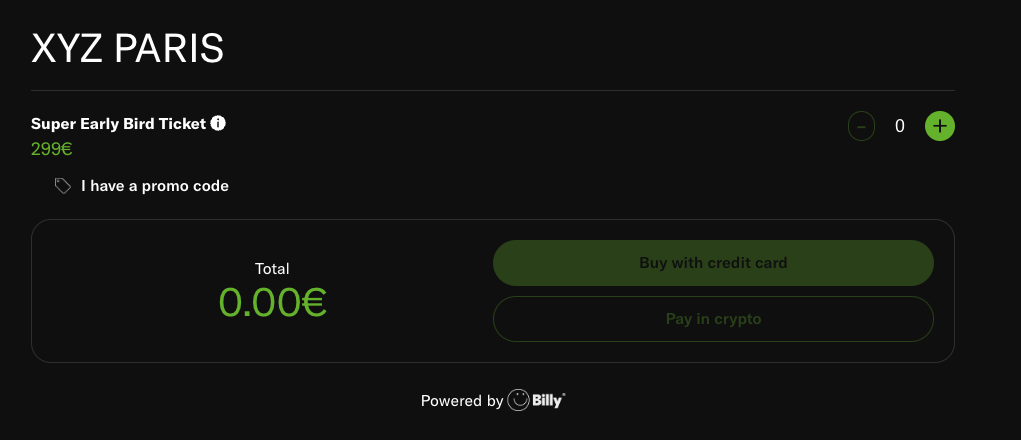 XYZ PARIS
Super Early Bird Ticket
299€
- 0 +
I have a promo code
Total
0.00€
Buy with credit card
Pay in crypto
Powered by Billy